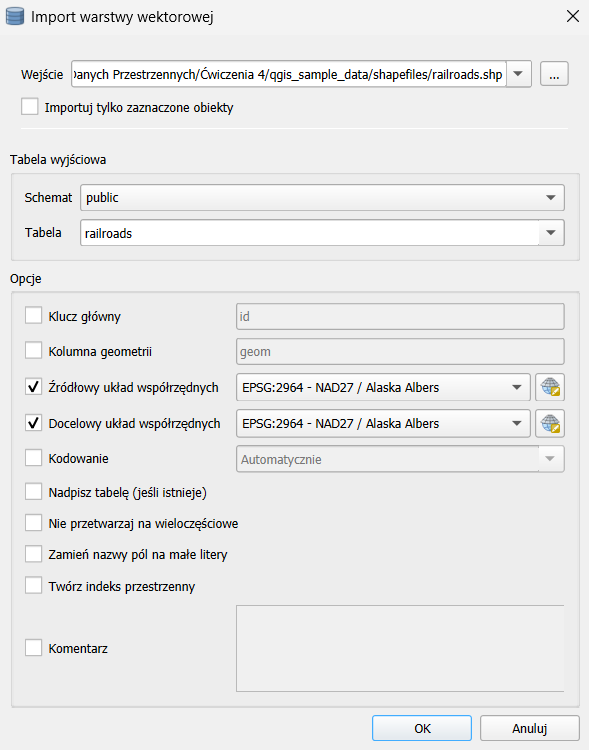 Import warstwy wektorowej
Wejście
Danych Przestrzennych/Ćwiczenia 4/qgis_sample_data/shapefiles/railroads.shp
...
Importuj tylko zaznaczone obiekty
Tabela wyjściowa
Schemat
public
Tabela
railroads
Opcje
Klucz główny
id
Kolumna geometrii
geom
Źródłowy układ współrzędnych
EPSG:2964 - NAD27 / Alaska Albers
Docelowy układ współrzędnych
EPSG:2964 - NAD27 / Alaska Albers
Kodowanie
Automatycznie
Nadpisz tabelę (jeśli istnieje)
Nie przetwarzaj na wieloczęściowe
Zamień nazwy pól na małe litery
Twórz indeks przestrzenny
Komentarz
OK
Anuluj